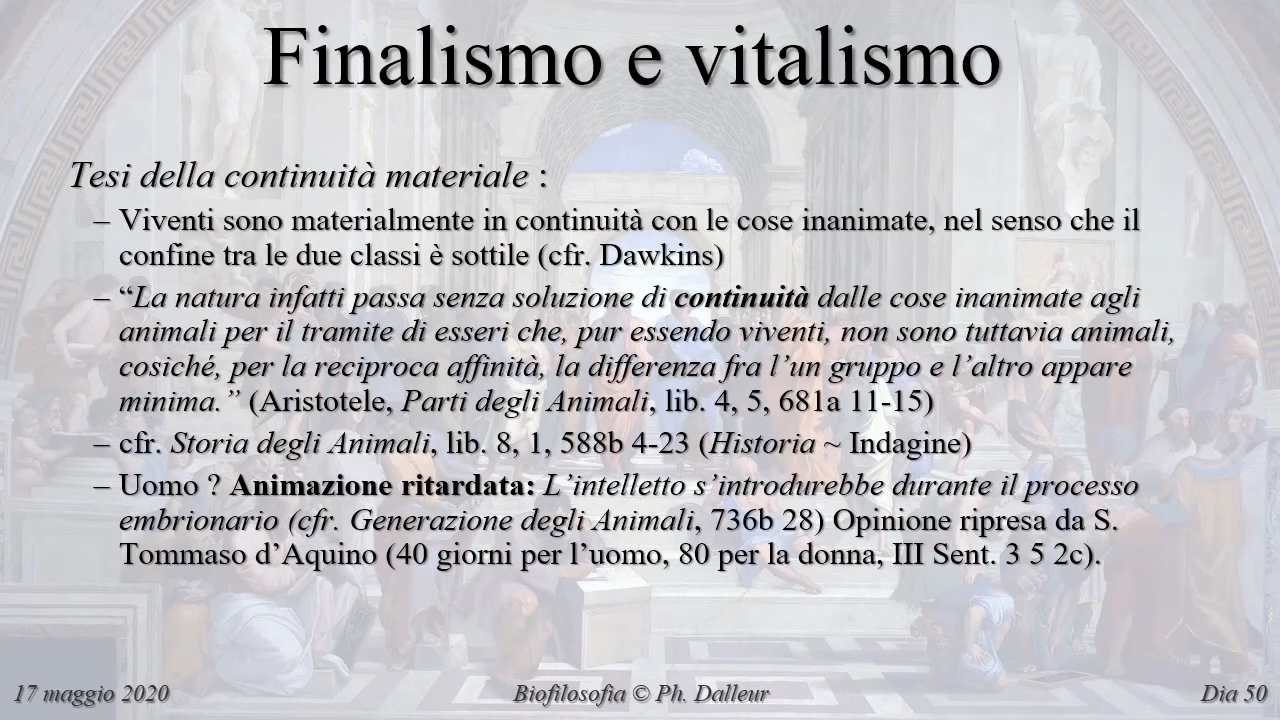 Finalismo e vitalismo
Tesi della continuità materiale :
– Viventi sono materialmente in continuità con le cose inanimate, nel senso che il
confine tra le due classi è sottile (cfr. Dawkins)
– “La natura infatti passa senza soluzione di continuità dalle cose inanimate agli
animali per il tramite di esseri che, pur essendo viventi, non sono tuttavia animali,
cosiché, per la reciproca affinità, la differenza fra l’un gruppo e l’altro appare
minima.” (Aristotele, Parti degli Animali, lib. 4, 5, 681a 11-15)
– cfr. Storia degli Animali, lib. 8, 1, 588b 4-23 (Historia ~ Indagine)
– Uomo ? Animazione ritardata: L’intelletto s’introdurebbe durante il processo
embrionario (cfr. Generazione degli Animali, 736b 28) Opinione ripresa da S.
Tommaso d’Aquino (40 giorni per l’uomo, 80 per la donna, III Sent. 3 5 2c).
17 maggio 2020
Biofilosofia © Ph. Dalleur
Dia 50